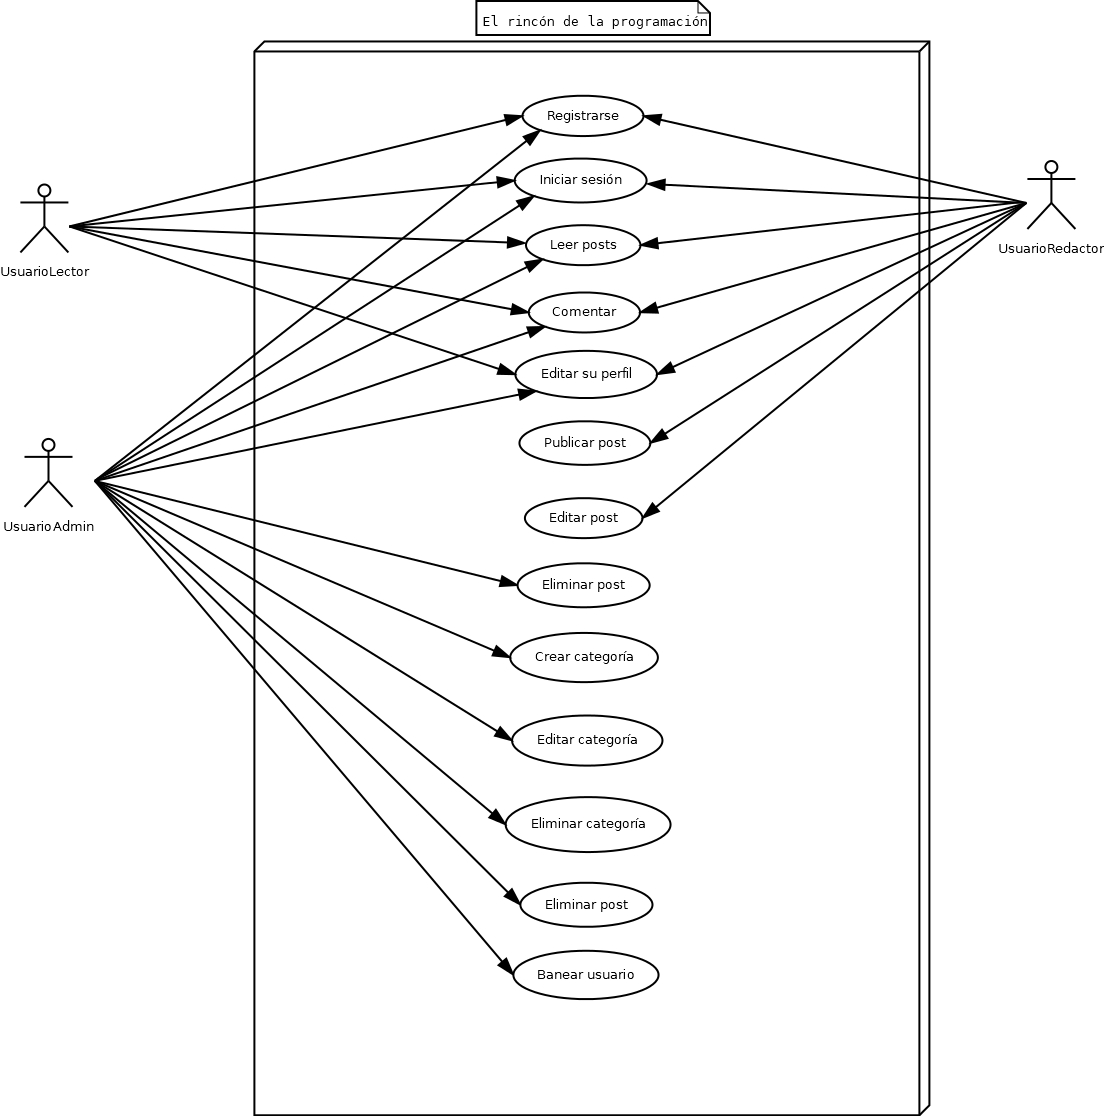 El rincón de la programación
Registrarse
Iniciar sesión
Leer posts
UsuarioLector
UsuarioRedactor
Comentar
Editar su perfil
Publicar post
Editar post
UsuarioAdmin
Eliminar post
Crear categoría
Editar categoría
Eliminar categoría
Eliminar post
Banear usuario